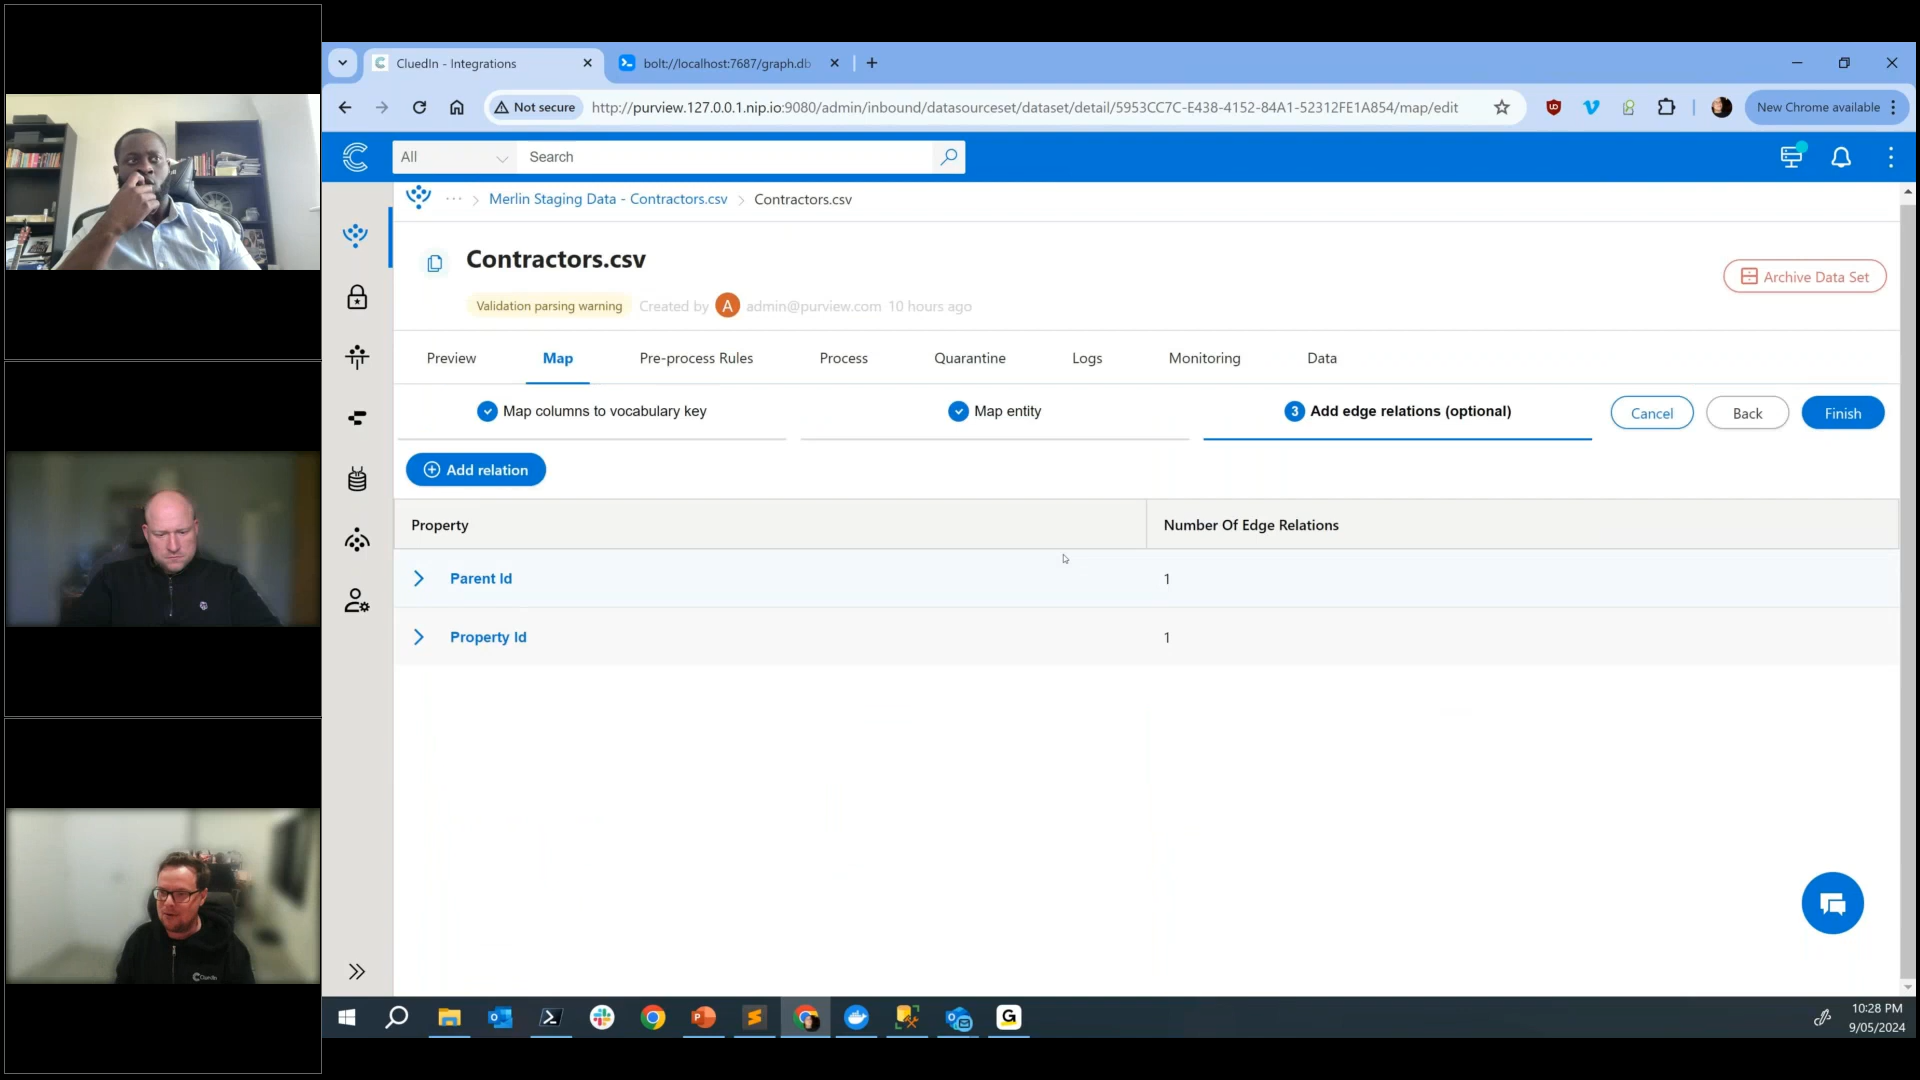 CluedIn - Integrations
bolt://localhost:7687/graph.db
Not secure
http://purview.127.0.0.1.nip.io:9080/admin/inbound/datasourceset/dataset/detail/5953CC7C-E438-4152-84A1-52312FE1A854/map/edit
New Chrome available
All
Search
Merlin Staging Data - Contractors.csv
Contractors.csv
Contractors.csv
Validation parsing warning
Created by
A
admin@purview.com
10 hours ago
Archive Data Set
Preview
Map
Pre-process Rules
Process
Quarantine
Logs
Monitoring
Data
Map columns to vocabulary key
Map entity
3
Add edge relations (optional)
Cancel
Back
Finish
Add relation
Property
Number Of Edge Relations
Parent Id
1
Property Id
1
CluedIn
10:28 PM
9/05/2024